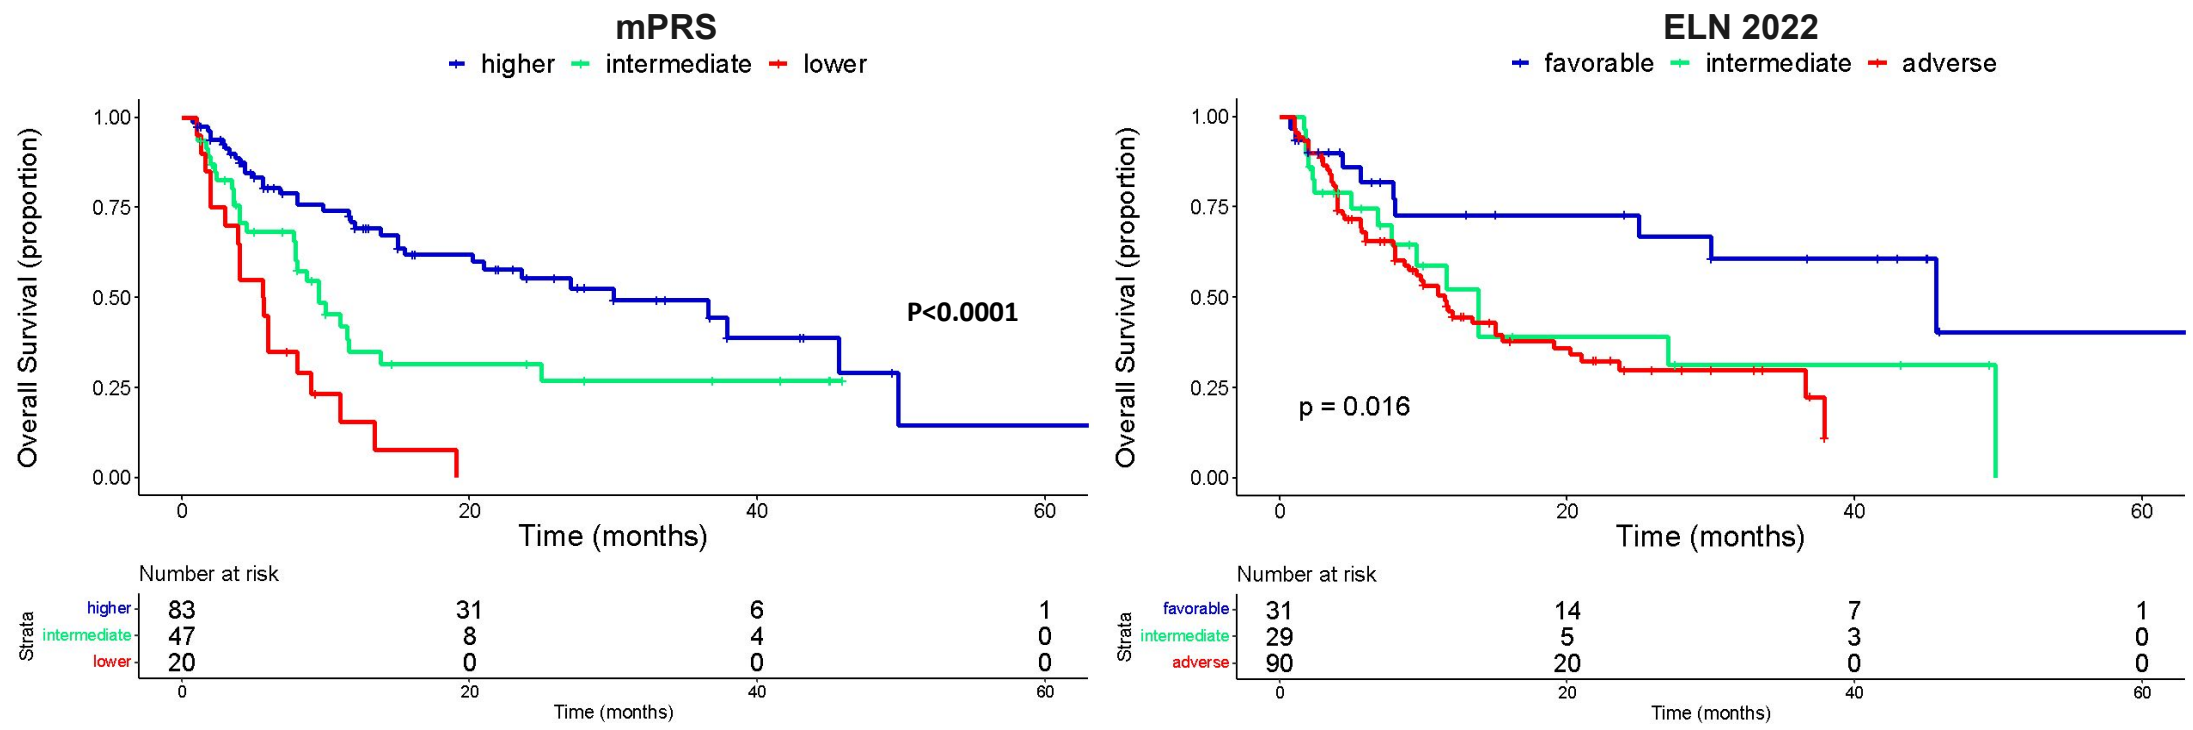 mPRS
higher intermediate lower
Overall Survival (proportion)
1.00
0.75
0.50
0.25
0.00
P<0.0001
0 20 40 60
Time (months)
Number at risk
Strata
higher 83 31 6 1
intermediate 47 8 4 0
lower 20 0 0 0
0 20 40 60
Time (months)
ELN 2022
favorable intermediate adverse
Overall Survival (proportion)
1.00
0.75
0.50
0.25
0.00
p = 0.016
0 20 40 60
Time (months)
Number at risk
Strata
favorable 31 14 7 1
intermediate 29 5 3 0
adverse 90 20 0 0
0 20 40 60
Time (months)